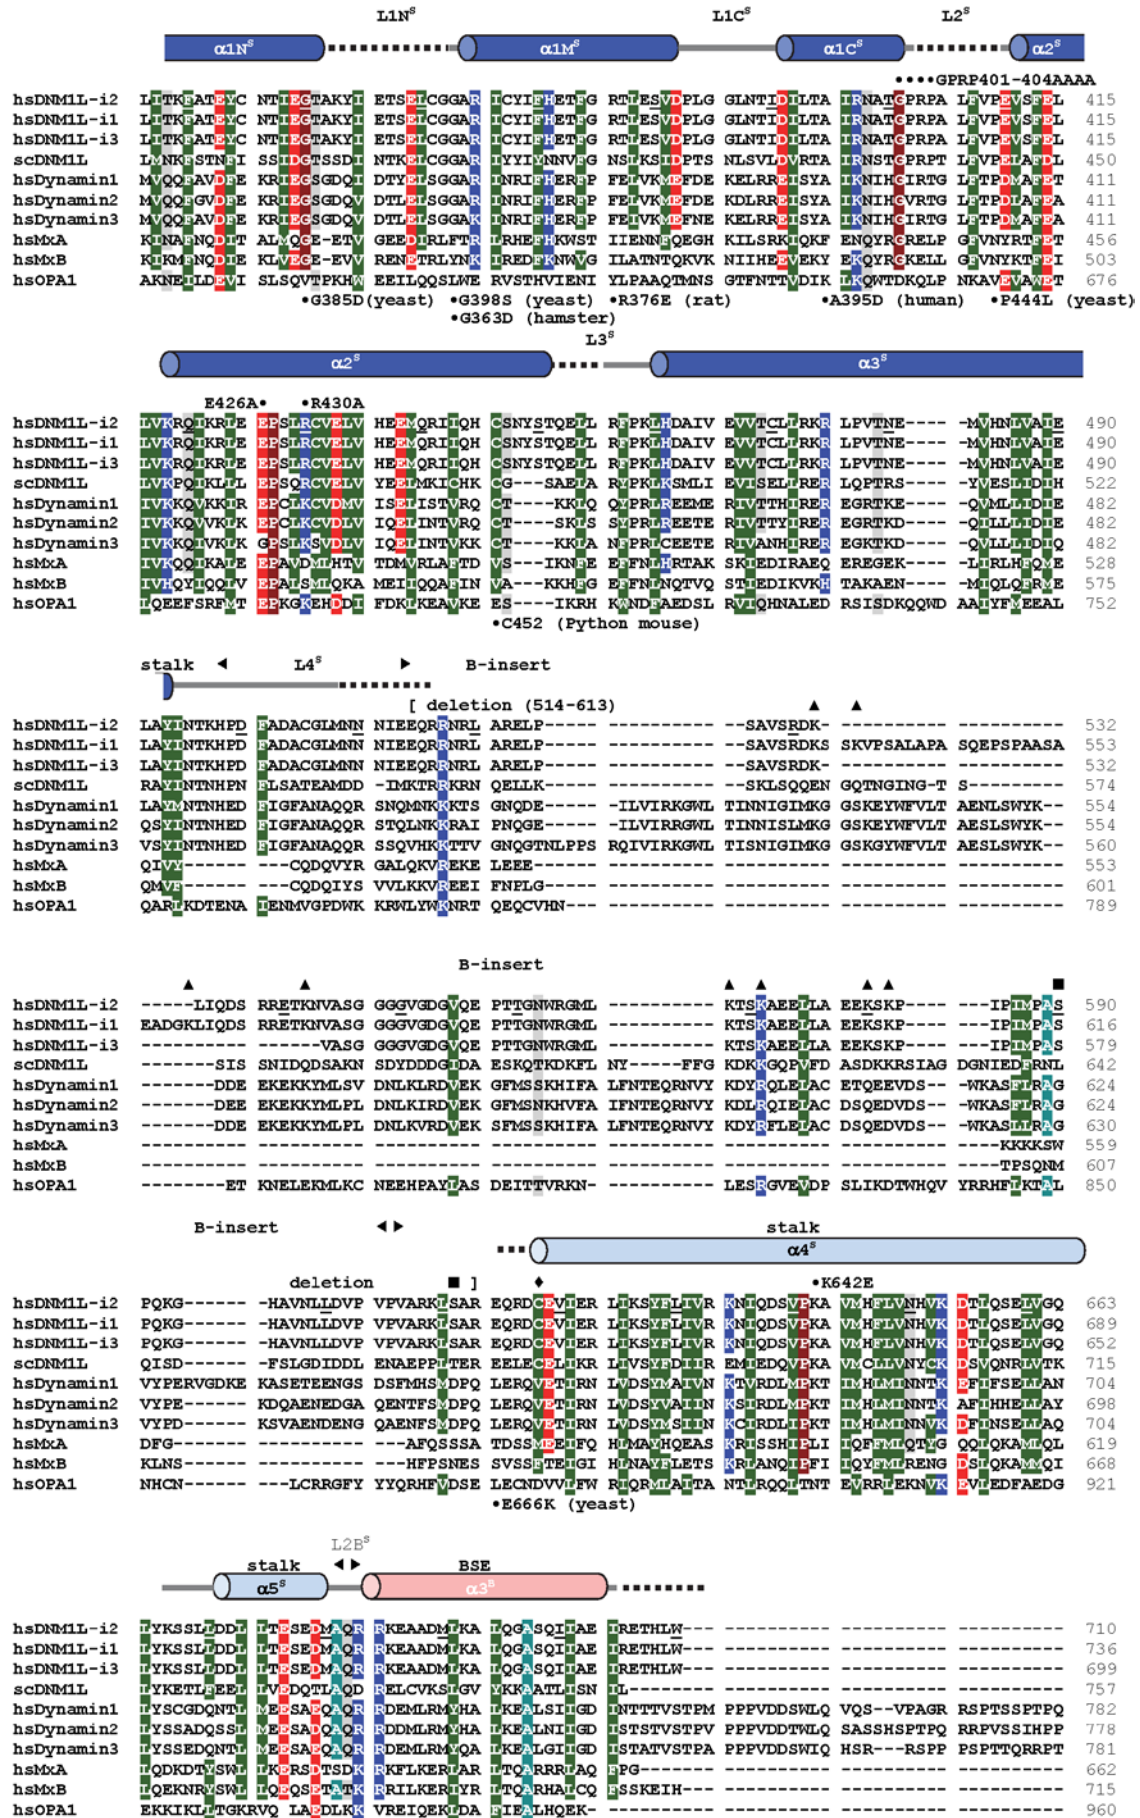 L1Nˢ L1Cˢ L2ˢ
α1Nˢ α1Mˢ α1Cˢ α2ˢ
••••GPRP401-404AAAA
hsDNM1L-i2 LITKFATEYC NTIEGTAKYI ETSELCGGAR ICYIFHETFG RTLESVDPLG GLNTIDILTA IRNATGPRPA LFVPEVSFEL 415
hsDNM1L-i1 LITKFATEYC NTIEGTAKYI ETSELCGGAR ICYIFHETFG RTLESVDPLG GLNTIDILTA IRNATGPRPA LFVPEVSFEL 415
hsDNM1L-i3 LITKFATEYC NTIEGTAKYI ETSELCGGAR ICYIFHETFG RTLESVDPLG GLNTIDILTA IRNATGPRPA LFVPEVSFEL 415
scDNM1L LMNKFSTNFI SSIDGTSSDI NTKELCGGAR IYYIYNNVFG NSLKSIDPTS NLSVLDVRTA IRNSTGPRPT LFVPELAFDL 450
hsDynamin1 MVQQFAVDFE KRIEGSGDQI DTYELSGGAR INRIFHERFP FELVKMEFDE KELRREISYA IKNIHGIRTG LFTPDMAFET 411
hsDynamin2 MVQQFGVDFE KRIEGSGDQV DTLELSGGAR INRIFHERFP FELVKMEFDE KDLRREISYA IKNIHGVRTG LFTPDLAFEA 411
hsDynamin3 MVQQFAVDFE KRIEGSGDQV DTLELSGGAK INRIFHERFP FEIVKMEFNE KELRREISYA IKNIHGIRTG LFTPDMAFEA 411
hsMxA KINAFNQDIT ALMQGE-ETV GEEDIRLFTR LRHEFHKWST IIENNFQEGH KILSRKIQKF ENQYRGRELP GFVNYRTFET 456
hsMxB KIKMFNQDIE KLVEGE-EVV RENETRLYNK IREDFKNWVG ILATNTQKVK NIIHEEVEKY EKQYRGKELL GFVNYKTFET 503
hsOPA1 AKNEILDEVI SLSQVTPKHW EEILQQSLWE RVSTHVIENI YLPAAQTMNS GTFNTTVDIK LKQWTDKQLP NKAVEVAWET 676
•G385D(yeast) •G398S (yeast) •R376E (rat) •A395D(human) •P444L (yeast)
•G363D(hamster)
L3ˢ
α2ˢ α3ˢ
E426A• •R430A
hsDNM1L-i2 LVKRQIKRLE EPSLRCVELV HEEMQRIIQH CSNYSTQELL RFPKLHDAIV EVVTCLLRKR LPVTNE---- -MVHNLVAIE 490
hsDNM1L-i1 LVKRQIKRLE EPSLRCVELV HEEMQRIIQH CSNYSTQELL RFPKLHDAIV EVVTCLLRKR LPVTNE---- -MVHNLVAIE 490
hsDNM1L-i3 LVKRQIKRLE EPSLRCVELV HEEMQRIIQH CSNYSTQELL RFPKLHDAIV EVVTCLLRKR LPVTNE---- -MVHNLVAIE 490
scDNM1L LVKPQIKLLL EPSQRCVELV YEELMKICHK CG----SAELA RYPKLKSMLI EVISELLRER LQPTRS---- -YVESLIDIH 522
hsDynamin1 IVKKQVKKIR EPCLKCVDMV ISELISTVRQ CT----KKLQ QYPRLREEME RIVTTHIRER EGRTKE---- -QVMLLIDIE 482
hsDynamin2 IVKKQVVKLK EPCLKCVDLV IQELINTVRQ CT----SKLS SYPRLREETE RIVTTYIRER EGRTKD---- -QILLLIDIE 482
hsDynamin3 IVKKQIVKLK GPSLKSVDLV IQELINTVKK CT----KKLA NFPRLCEETE RIVANHIRER EGKTKD---- -QVLLLIDIQ 482
hsMxA IVKQQIKALE EPAVDMLHTV TDMVRLAFTD VS----IKNFE EFFNLHRTAK SKIEDIRAEQ EREGEK---- -LIRLHFQME 528
hsMxB IVHQYIQQLV EPALSMLQKA MEIIQQAFIN VA----KKHFG EFFNLNQTVQ STIEDIKVKH TAKAEN---- -MIQLQFRME 575
hsOPA1 LQEEFSRFMT EPKGKEHDDI FDKLKEAVKE ES----IKRH KWNDFAEDSL RVIQHNALED RSISDKQQWD AAIYFMEEAL 752
•C452 (Python mouse)
stalk ◄ L4ˢ ► B-insert
[ deletion (514-613) ▲ ▲
hsDNM1L-i2 LAYINTKHPD FADACGLMNN NIEEQRRNRL ARELP----- ---------- ---------- SAVSRDK--- ---------- ---------- 532
hsDNM1L-i1 LAYINTKHPD FADACGLMNN NIEEQRRNRL ARELP----- ---------- ---------- SAVSRDKSSKVPSALAPA SQEPSPAASA 553
hsDNM1L-i3 LAYINTKHPD FADACGLMNN NIEEQRRNRL ARELP----- ---------- ---------- SAVSRDK--- ---------- ---------- 532
scDNM1L RAYINTNHPN FLSATEAMDD -IMKTRRKRN QELLK----- ---------- ---------- SKLSQQEN GQTNGING-T S--------- 574
hsDynamin1 LAYMNTNHED FIGFANAQQR SNQMNKKKTS GNQDE----- -ILVIRKGWL TINNIGIMKG GSKEYWFVLT AENLSWYK-- 554
hsDynamin2 QSYINTNHED FIGFANAQQR STQLNKKRAI PNQGE----- -ILVIRRGWL TINNISLMKG GSKEYWFVLT AESLSWYK-- 554
hsDynamin3 VSYINTNHED FIGFANAQQR SSQVHKKTTV GNQGTNLPPS RQIVIRKGWL TISNIGIMKG GSKGYWFVLT AESLSWYK-- 560
hsMxA QIVY------ ----CQDQVYR GALQKVREKE LEEE------ ---------- ---------- ---------- ---------- 553
hsMxB QMVF------ ----CQDQIYS VVLKKVREEI FNPLG----- ---------- ---------- ---------- ---------- 601
hsOPA1 QARLKDTENA IENMVGPDWK KRWLYWKNRT QEQCVHN--- ---------- ---------- ---------- ---------- 789
B-insert
▲ ▲ ▲ ▲ ▲ ▲ ■
hsDNM1L-i2 -----LIQDS RRETKNVASG GGGVGDGVQE PTTGNWRGML ---------- KTSKAEELLA EEKSKP---- ----IPIMPAS 590
hsDNM1L-i1 EADGKLIQDS RRETKNVASG GGGVGDGVQE PTTGNWRGML ---------- KTSKAEELLA EEKSKP---- ----IPIMPAS 616
hsDNM1L-i3 ---------- -----VASG GGGVGDGVQE PTTGNWRGML ---------- KTSKAEELLA EEKSKP---- ----IPIMPAS 579
scDNM1L -------SIS SNIDQDSAKN SDYDDDGIDA ESKQTKDKFLNY ----FFG KDKKGQPVFD ASDKKRSIAG DGNIEDFRNL 642
hsDynamin1 -------DDE EKEKKYMLSV DNLKLRDVEK GFMSSKHIFA LFNTEQRNVY KDYRQLELAC ETQEEVDS-- --WKASFLRAG 624
hsDynamin2 -------DEE EKEKKYMLPL DNLKIRDVEK GFMSNKHVFA IFNTEQRNVY KDLRQIELAC DSQEDVDS-- --WKASFLRAG 624
hsDynamin3 -------DDE EKEKKYMLPL DNLKVRDVEK SFMSSKHIFA LFNTEQRNVY KDYRFLELAC DSQEDVDS-- --WKASLLRAG 630
hsMxA ---------- ---------- ---------- ---------- ---------- ---------- ---------- ----KKKKSW 559
hsMxB ---------- ---------- ---------- ---------- ---------- ---------- ---------- ----TPSQNM 607
hsOPA1 --------ET KNELEKMLKC NEEHPAYLAS DEITTVRKN- ---------- LESRGVEVDP SLIKDTWHQV YRRHFLKTAL 850
B-insert ◄► stalk
α4ˢ
deletion ■ ] ♦ •K642E
hsDNM1L-i2 PQKG------ --HAVNLLDVP VPVARKLSAR EQRDCEVIER LIKSYFLIVR KNIQDSVPKA VMHFLVNHVK DTLQSELVGQ 663
hsDNM1L-i1 PQKG------ --HAVNLLDVP VPVARKLSAR EQRDCEVIER LIKSYFLIVR KNIQDSVPKA VMHFLVNHVK DTLQSELVGQ 689
hsDNM1L-i3 PQKG------ --HAVNLLDVP VPVARKLSAR EQRDCEVIER LIKSYFLIVR KNIQDSVPKA VMHFLVNHVK DTLQSELVGQ 652
scDNM1L QISD------ --FSLGDIDDL ENAEPPLTER EELECELIKR LIVSYFDIIR EMIEDQVPKA VMCLLVNYCK DSVQNRLVTK 715
hsDynamin1 VYPERVGDKE KASETEENGS DSFMHSMDPQ LERQVETIRN LVDSYMAIVN KTVRDLMPKT IMHLMINNTK EFIFSELLAN 704
hsDynamin2 VYPE------ KDQAENEDGA QENTFSMDPQ LERQVETIRN LVDSYVAIIN KSIRDLMPKT IMHLMINNTK AFIHHELLAY 698
hsDynamin3 VYPD------ KSVAENDENG QAENFSMDPQ LERQVETIRN LVDSYMSIIN KCIRDLIPKT IMHLMINNVK DFINSELLAQ 704
hsMxA DFG------- ---------- -----AFQSSSA TDSSMEEIFQ HLMAYHQEAS KRISSHIPLI IQFFMLQTYG QQLQKAMLQL 619
hsMxB KLNS------ ---------- -----HFPSNES SSVSSFTEIGI HLNAYFLETS KRLANQIPFI IQYFMLRENG DSLQKAMMQI 668
hsOPA1 NHCN------ --LCRRGFYY YQRHFVDSEL ELECNDVVLFWR IQRMLAITA NTLRQQLTNT EVRRLEKNVK EVLEDFAEDG 921
•E666K (yeast)
L2Bˢ
stalk ◄► BSE
α5ˢ α3ᴮ
hsDNM1L-i2 LYKSSLLDDL LTESEDMAQR RKEAADMLKA LQGASQIIAE IRETHLW--- ---------- ---------- 710
hsDNM1L-i1 LYKSSLLDDL LTESEDMAQR RKEAADMLKA LQGASQIIAE IRETHLW--- ---------- ---------- 736
hsDNM1L-i3 LYKSSLLDDL LTESEDMAQR RKEAADMLKA LQGASQIIAE IRETHLW--- ---------- ---------- 699
scDNM1L LYKETLFEEL LVEDQTLAQD RELCVKSLGV YKKAATLISN IL-------- ---------- ---------- 757
hsDynamin1 LYSCGDQNTL MEESAEQAQR RDEMLRMYHA LKEALSIIGD INTTTVSTPM PPPVDDSWLQ VQS--VPAGR RSPTSSPTPQ 782
hsDynamin2 LYSSADQSSL MEESADQAQR RDDMLRMYHA LKEALNIIGD ISTSTVSTPV PPPVDDTWLQ SASSHSPTPQ RRPVSSIHPP 778
hsDynamin3 LYSSEDQNTL MEESAEQAQR RDEMLRMYQA LKEALGIIGD ISTATVSTPA PPPVDDSWIQ HSR---RSPP PSPTTQRRPT 781
hsMxA LQDKDTYSWL LKERSDTSDK RKFLKERLAR LTQARRRLAQ FPG------- ---------- ---------- 662
hsMxB LQEKNRYSWL LQEQSETATK RRILKERIYR LTQARHALCQ FSSKEIH--- ---------- ---------- 715
hsOPA1 EKKIKLLTGKRVQ LAEDLKK VREIQEKLDA FIEALHQEK- ---------- ---------- ---------- 960